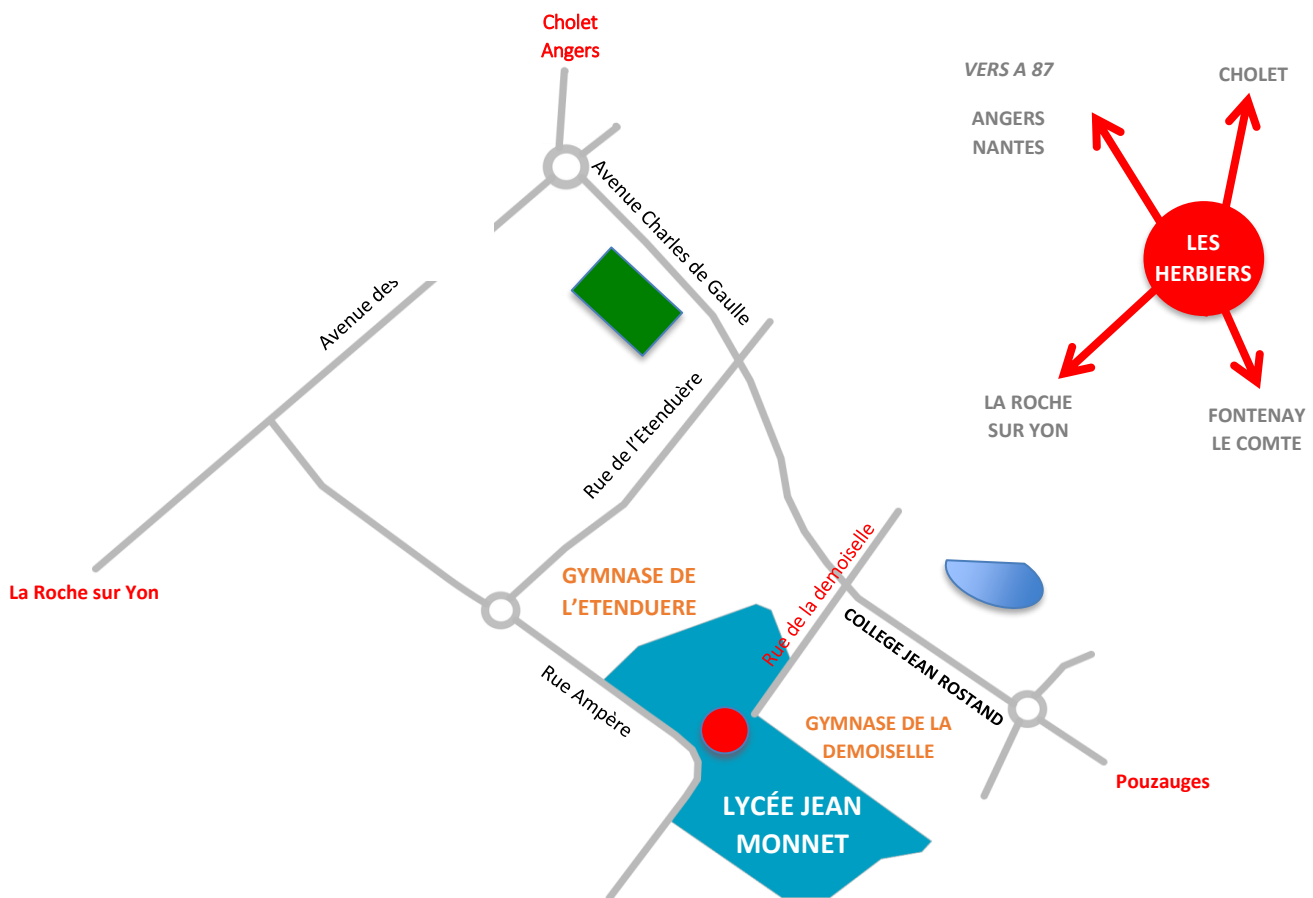 Cholet
Angers
VERS A 87
CHOLET
ANGERS
NANTES
LES
HERBIERS
LA ROCHE
SUR YON
FONTENAY
LE COMTE
Avenue Charles de Gaulle
Avenue des
Rue de l'Etenduère
La Roche sur Yon
GYMNASE DE
L'ETENDUERE
Rue de la demoiselle
COLLEGE JEAN ROSTAND
Rue Ampère
GYMNASE DE LA
DEMOISELLE
Pouzauges
LYCÉE JEAN
MONNET